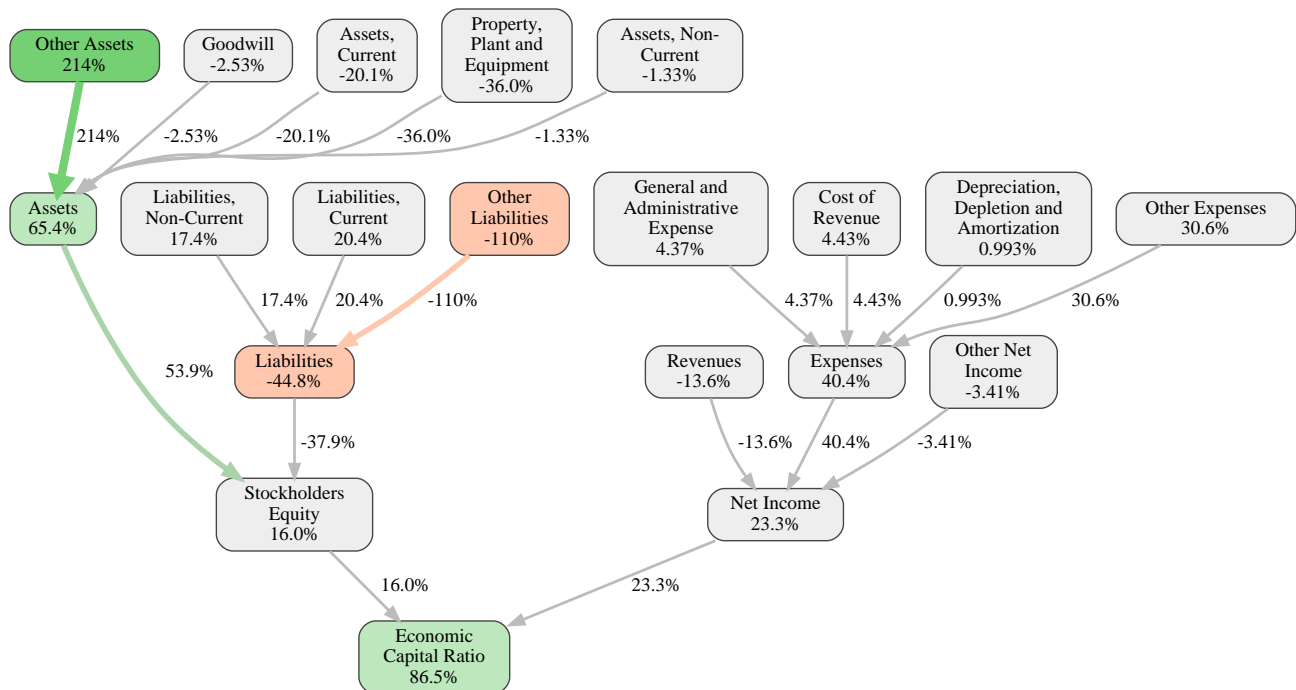 Other Assets
214%
Goodwill
-2.53%
Assets,
Current
-20.1%
Property,
Plant and
Equipment
-36.0%
Assets, Non-
Current
-1.33%
214%
-2.53%
-20.1%
-36.0%
-1.33%
Assets
65.4%
Liabilities,
Non-Current
17.4%
Liabilities,
Current
20.4%
Other
Liabilities
-110%
General and
Administrative
Expense
4.37%
Cost of
Revenue
4.43%
Depreciation,
Depletion and
Amortization
0.993%
Other Expenses
30.6%
17.4%
20.4%
-110%
4.37%
4.43%
0.993%
30.6%
53.9%
Liabilities
-44.8%
Revenues
-13.6%
Expenses
40.4%
Other Net
Income
-3.41%
-37.9%
-13.6%
40.4%
-3.41%
Stockholders
Equity
16.0%
Net Income
23.3%
16.0%
23.3%
Economic
Capital Ratio
86.5%